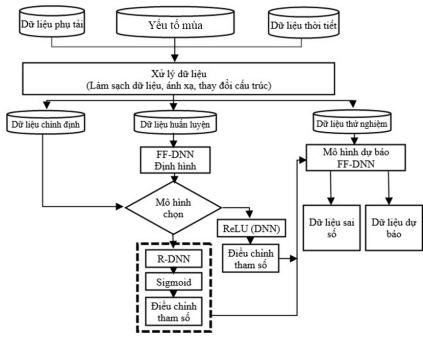 Dữ liệu phụ tải
Yếu tố mùa
Dữ liệu thời tiết
Xử lý dữ liệu
(Làm sạch dữ liệu, ánh xạ, thay đổi cấu trúc)
Dữ liệu chỉnh định
Dữ liệu huấn luyện
Dữ liệu thử nghiệm
FF-DNN
Định hình
Mô hình dự báo
FF-DNN
Mô hình
chọn
ReLU (DNN)
Điều chỉnh
tham số
Dữ liệu sai
số
Dữ liệu dự
báo
R-DNN
Sigmoid
Điều chỉnh
tham số